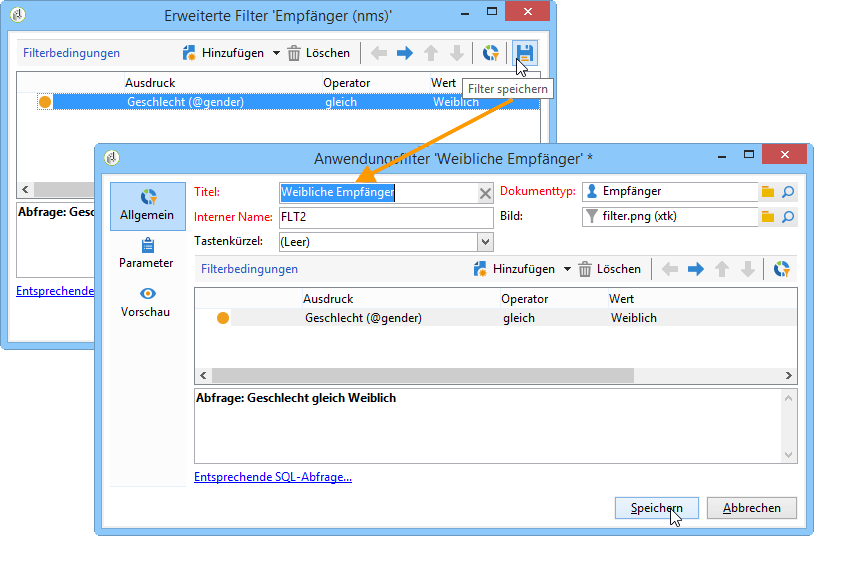 Erweiterte Filter 'Empfänger (nms)'
Filterbedingungen Hinzufügen Löschen
Ausdruck Operator Wert
Geschlecht (@gender) gleich Weiblich
Filter speichern
Abfrage: Gesc
Entsprechende
Anwendungsfilter 'Weibliche Empfänger' *
Allgemein
Parameter
Vorschau
Titel: Weibliche Empfänger Dokumenttyp: Empfänger
Interner Name: FLT2 Bild: filter.png (xtk)
Tastenkürzel: (Leer)
Filterbedingungen Hinzufügen Löschen
Ausdruck Operator Wert
Geschlecht (@gender) gleich Weiblich
Abfrage: Geschlecht gleich Weiblich
Entsprechende SQL-Abfrage...
Speichern Abbrechen